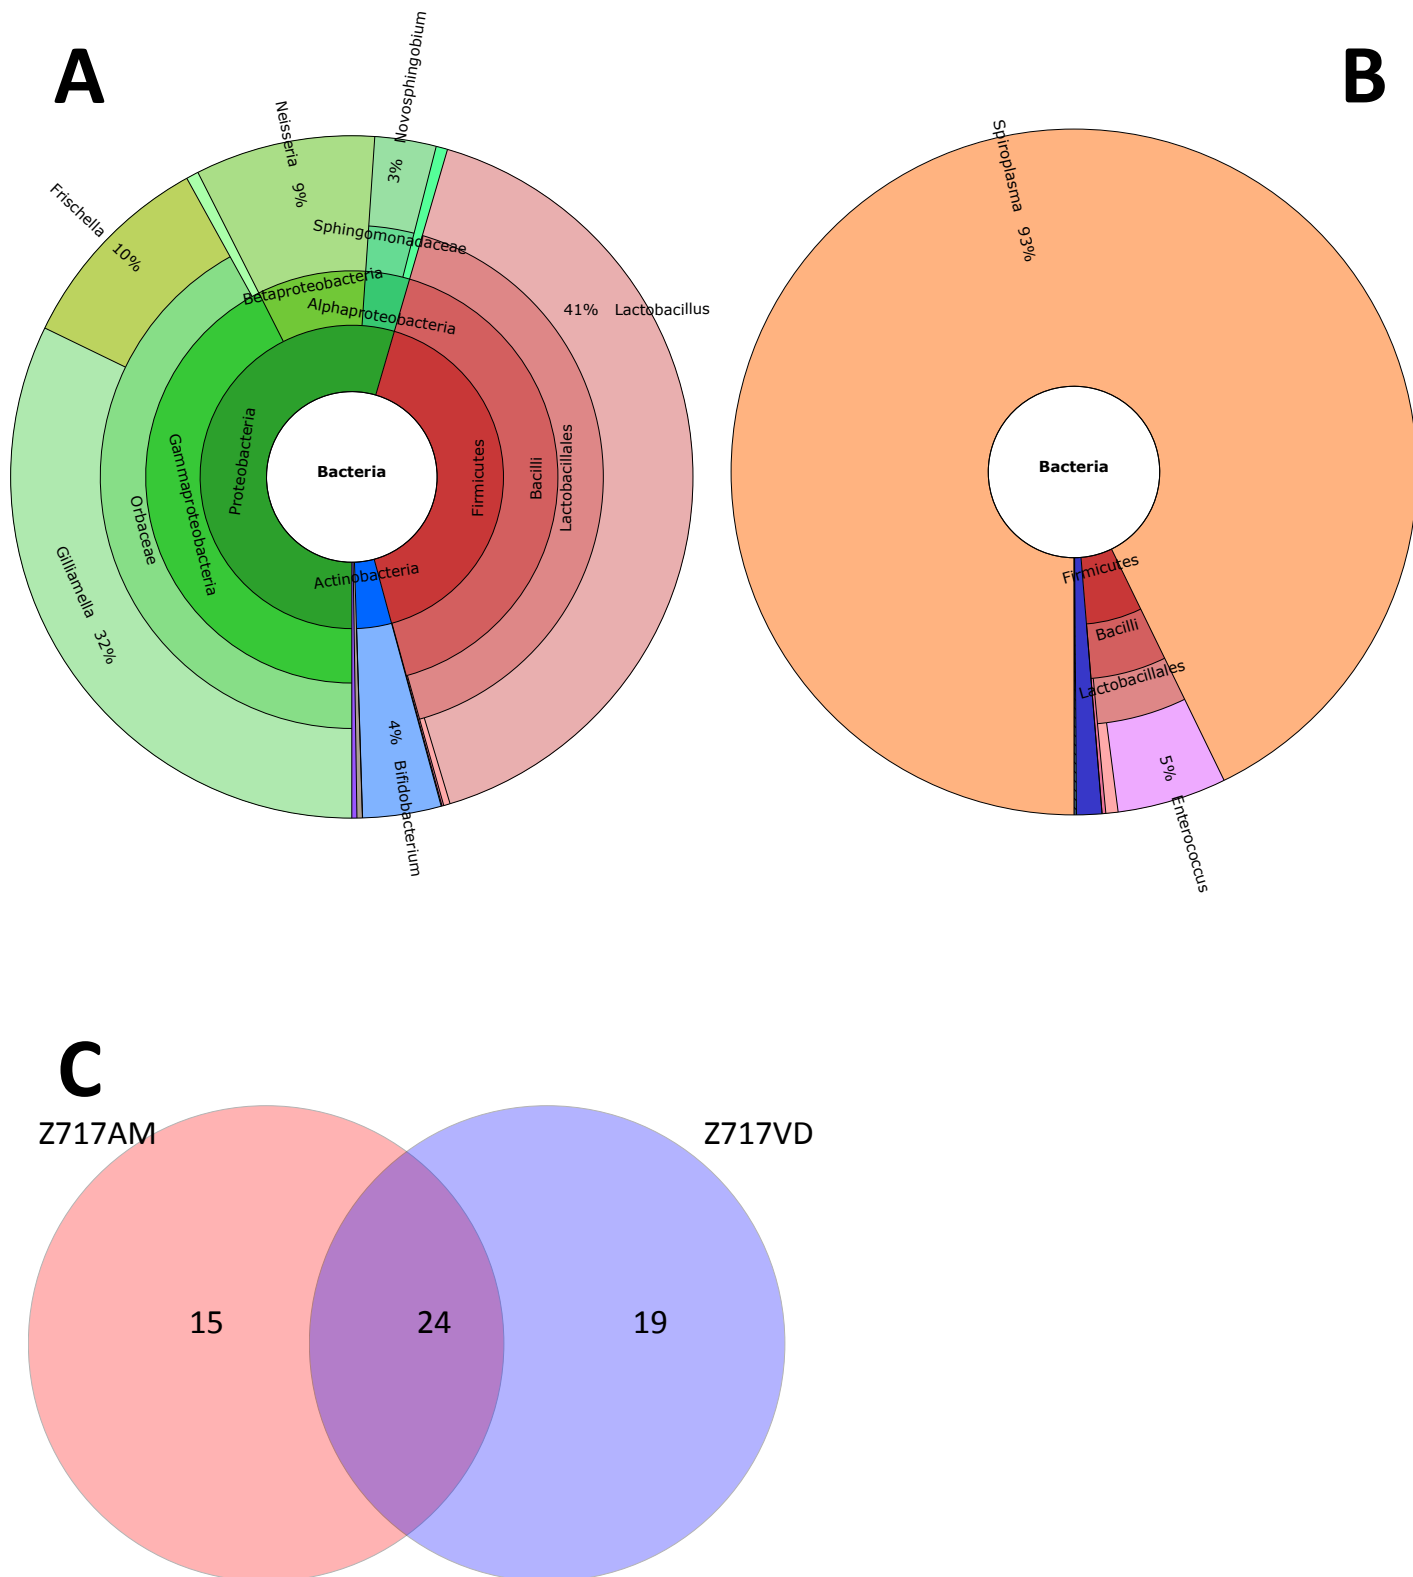 A
B
Novosphingobium
3%
Neisseria 9%
Spiroplasma 93%
Frischella 10%
Sphingomonadaceae
Betaproteobacteria
Alphaproteobacteria
41% Lactobacillus
Proteobacteria
Gammaproteobacteria
Orbaceae
Gilliamella 32%
Bacteria
Firmicutes
Bacilli
Lactobacillales
Actinobacteria
4% Bifidobacterium
Bacteria
Firmicutes
Bacilli
Lactobacillales
5% Enterococcus
C
Z717AM
Z717VD
15
24
19